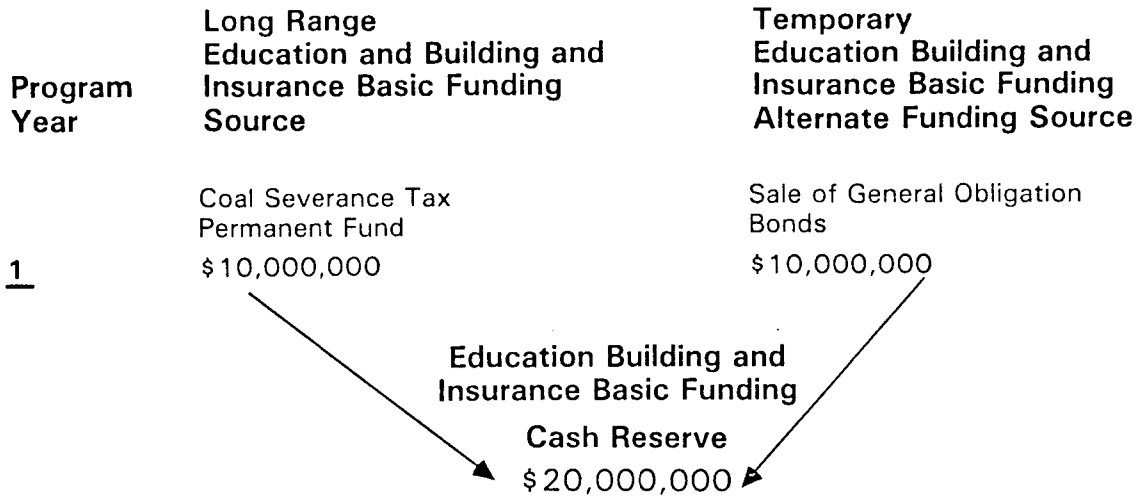 Program
Year
Long Range
Education and Building and
Insurance Basic Funding
Source
Temporary
Education Building and
Insurance Basic Funding
Alternate Funding Source
1
Coal Severance Tax
Permanent Fund
$10,000,000
Sale of General Obligation
Bonds
$10,000,000
Education Building and
Insurance Basic Funding
Cash Reserve
$20,000,000